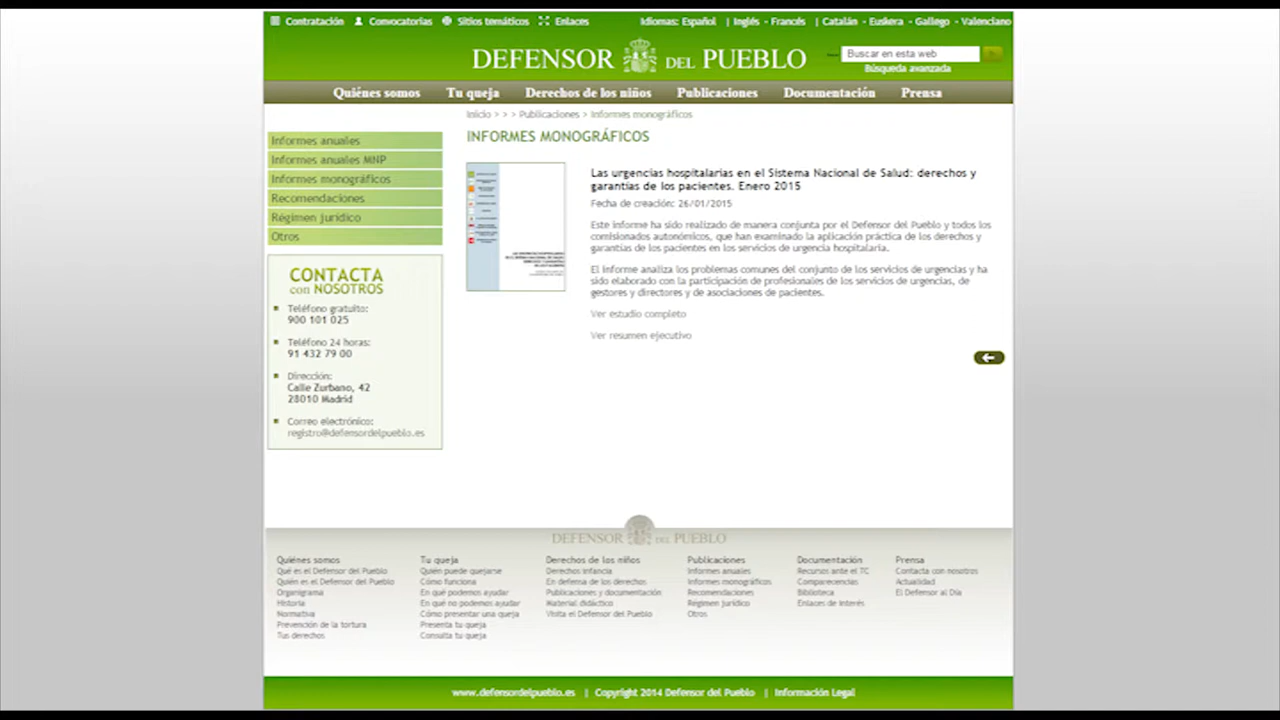 Contratación Convocatorias Sitios temáticos Enlaces Idiomas: Español | Inglés - Francés | Catalán - Euskera - Gallego - Valenciano
DEFENSOR DEL PUEBLO
Buscar en esta web
Búsqueda avanzada
Quiénes somos Tu queja Derechos de los niños Publicaciones Documentación Prensa
Inicio > > > Publicaciones > Informes monográficos
INFORMES MONOGRÁFICOS
Informes anuales
Informes anuales MNP
Informes monográficos
Recomendaciones
Régimen jurídico
Otros
CONTACTA
con NOSOTROS
Teléfono gratuito:
900 101 025
Teléfono 24 horas:
91 432 79 00
Dirección:
Calle Zurbano, 42
28010 Madrid
Correo electrónico:
registro@defensordelpueblo.es
Las urgencias hospitalarias en el Sistema Nacional de Salud: derechos y
garantías de los pacientes. Enero 2015
Fecha de creación: 26/01/2015
Este informe ha sido realizado de manera conjunta por el Defensor del Pueblo y todos los
comisionados autonómicos, que han examinado la aplicación práctica de los derechos y
garantías de los pacientes en los servicios de urgencia hospitalaria.
El informe analiza los problemas comunes del conjunto de los servicios de urgencias y ha
sido elaborado con la participación de profesionales de los servicios de urgencias, de
gestores y directores y de asociaciones de pacientes.
Ver estudio completo
Ver resumen ejecutivo
DEFENSOR DEL PUEBLO
Quiénes somos
Qué es el Defensor del Pueblo
Quién es el Defensor del Pueblo
Organigrama
Historia
Normativa
Prevención de la tortura
Tus derechos
Tu queja
Quién puede quejarse
Cómo funciona
En qué podemos ayudar
En qué no podemos ayudar
Cómo presentar una queja
Presenta tu queja
Consulta tu queja
Derechos de los niños
Derechos infancia
En defensa de los derechos
Publicaciones y documentación
Material didáctico
Visita el Defensor del Pueblo
Publicaciones
Informes anuales
Informes monográficos
Recomendaciones
Régimen jurídico
Otros
Documentación
Recursos ante el TC
Comparecencias
Biblioteca
Enlaces de interés
Prensa
Contacta con nosotros
Actualidad
El Defensor al Día
www.defensordelpueblo.es | Copyright 2014 Defensor del Pueblo | Información Legal